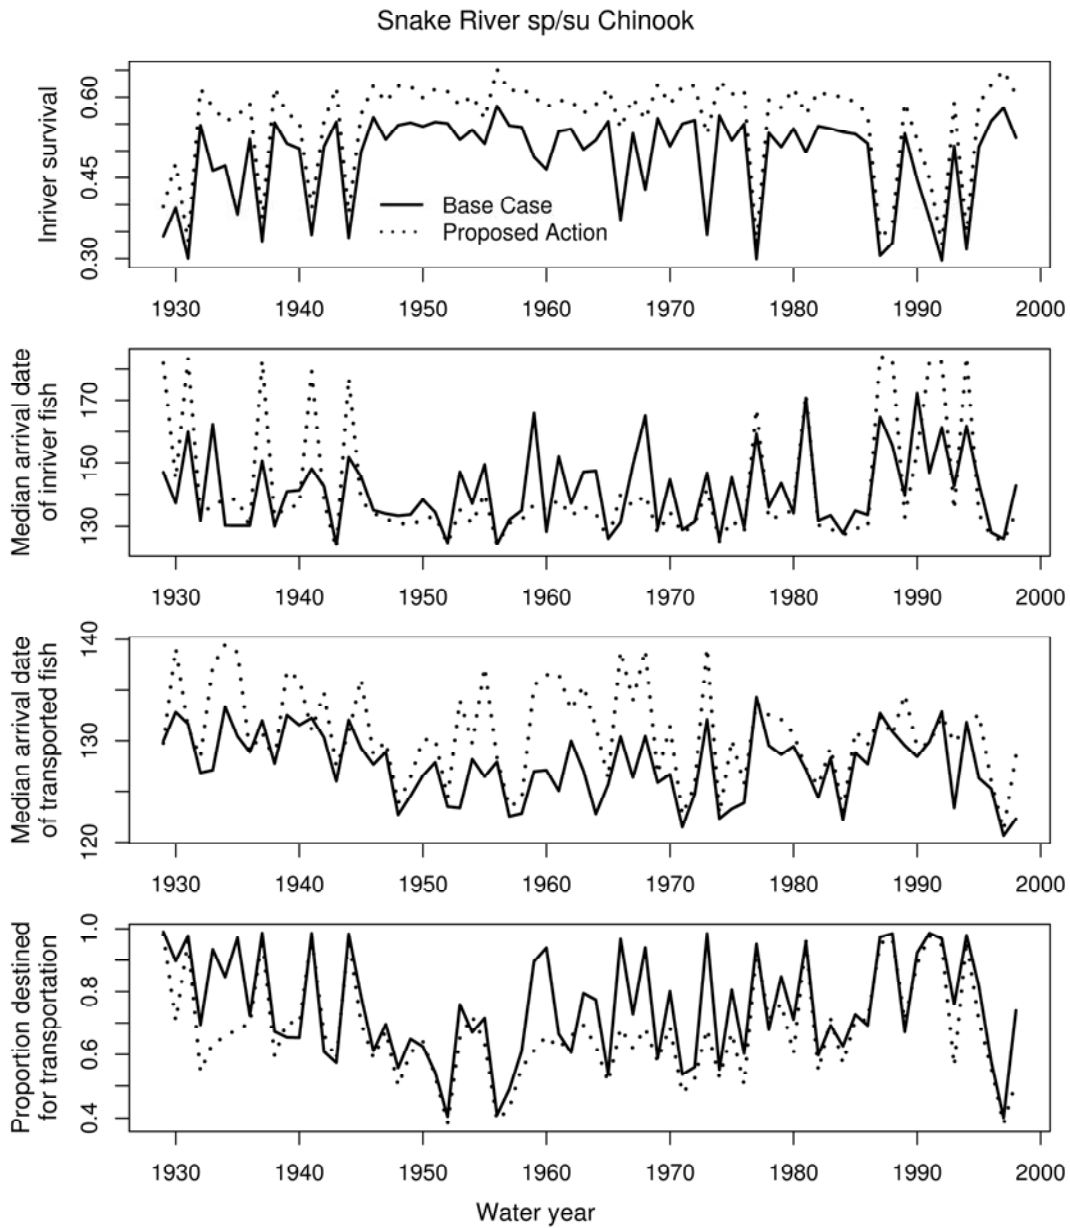 Snake River sp/su Chinook
Inriver survival
0.60
0.45
0.30
Base Case
Proposed Action
1930 1940 1950 1960 1970 1980 1990 2000
Median arrival date
of inriver fish
170
150
130
1930 1940 1950 1960 1970 1980 1990 2000
Median arrival date
of transported fish
140
130
120
1930 1940 1950 1960 1970 1980 1990 2000
Proportion destined
for transportation
1.0
0.8
0.6
0.4
1930 1940 1950 1960 1970 1980 1990 2000
Water year